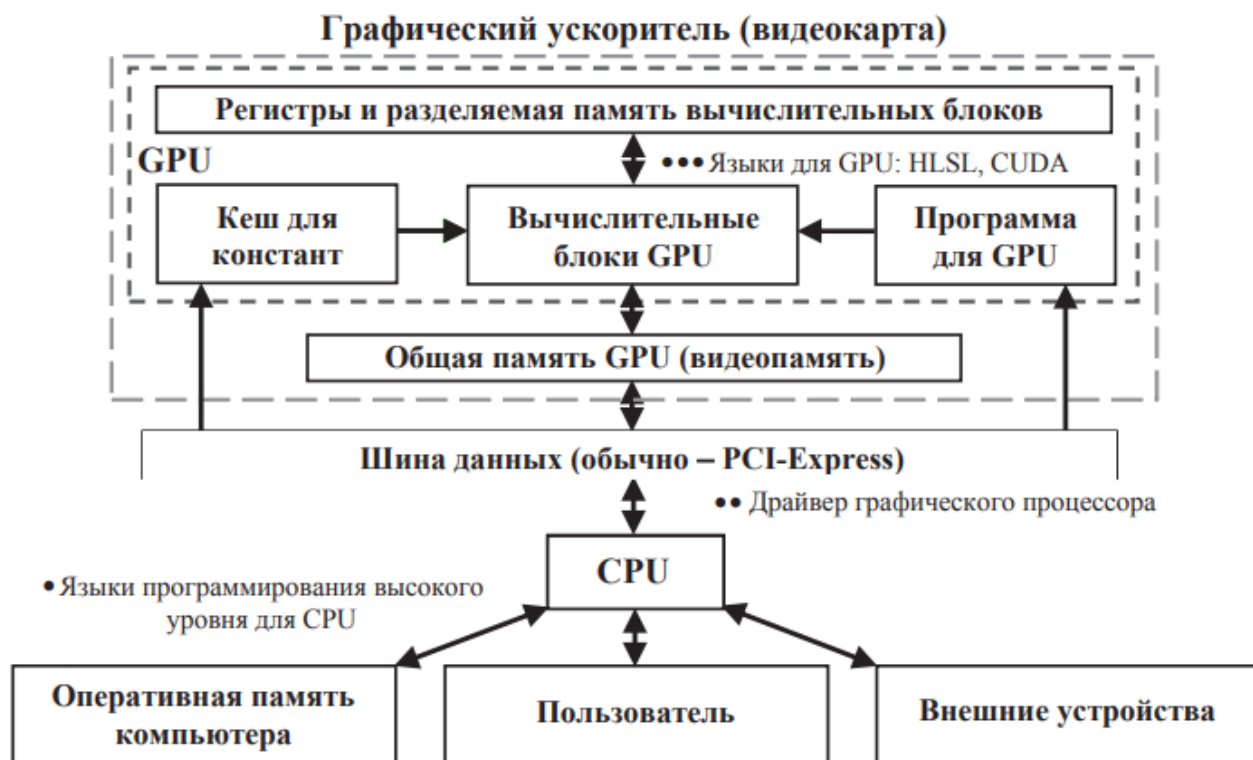 Графический ускоритель (видеокарта)
Регистры и разделяемая память вычислительных блоков
GPU
••• Языки для GPU: HLSL, CUDA
Кеш для
констант
Вычислительные
блоки GPU
Программа
для GPU
Общая память GPU (видеопамять)
Шина данных (обычно – PCI-Express)
•• Драйвер графического процессора
CPU
• Языки программирования высокого
уровня для CPU
Оперативная память
компьютера
Пользователь
Внешние устройства